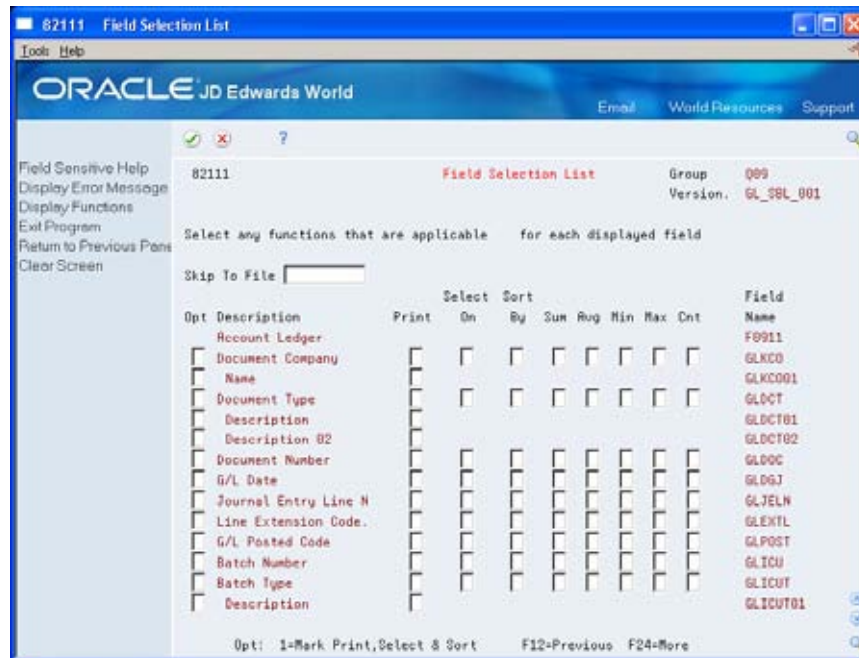 82111 Field Selection List
Tools Help
ORACLE JD Edwards World
Email World Resources Support
?
Field Sensitive Help
Display Error Message
Display Functions
Exit Program
Return to Previous Pane
Clear Screen
82111 Field Selection List Group Q09
Version. GL_SBL_001
Select any functions that are applicable for each displayed field
Skip To File
Select Sort Field
Opt Description Print On By Sum Avg Min Max Cnt Name
Account Ledger F0911
Document Company GLKCO
Name GLKCO01
Document Type GLDCT
Description GLDCT01
Description 02 GLDCT02
Document Number GLDOC
G/L Date GLDGJ
Journal Entry Line N GLJELN
Line Extension Code. GLEXTL
G/L Posted Code GLPOST
Batch Number GLICU
Batch Type GLICUT
Description GLICUT01
Opt: 1=Mark Print,Select & Sort F12=Previous F24=More